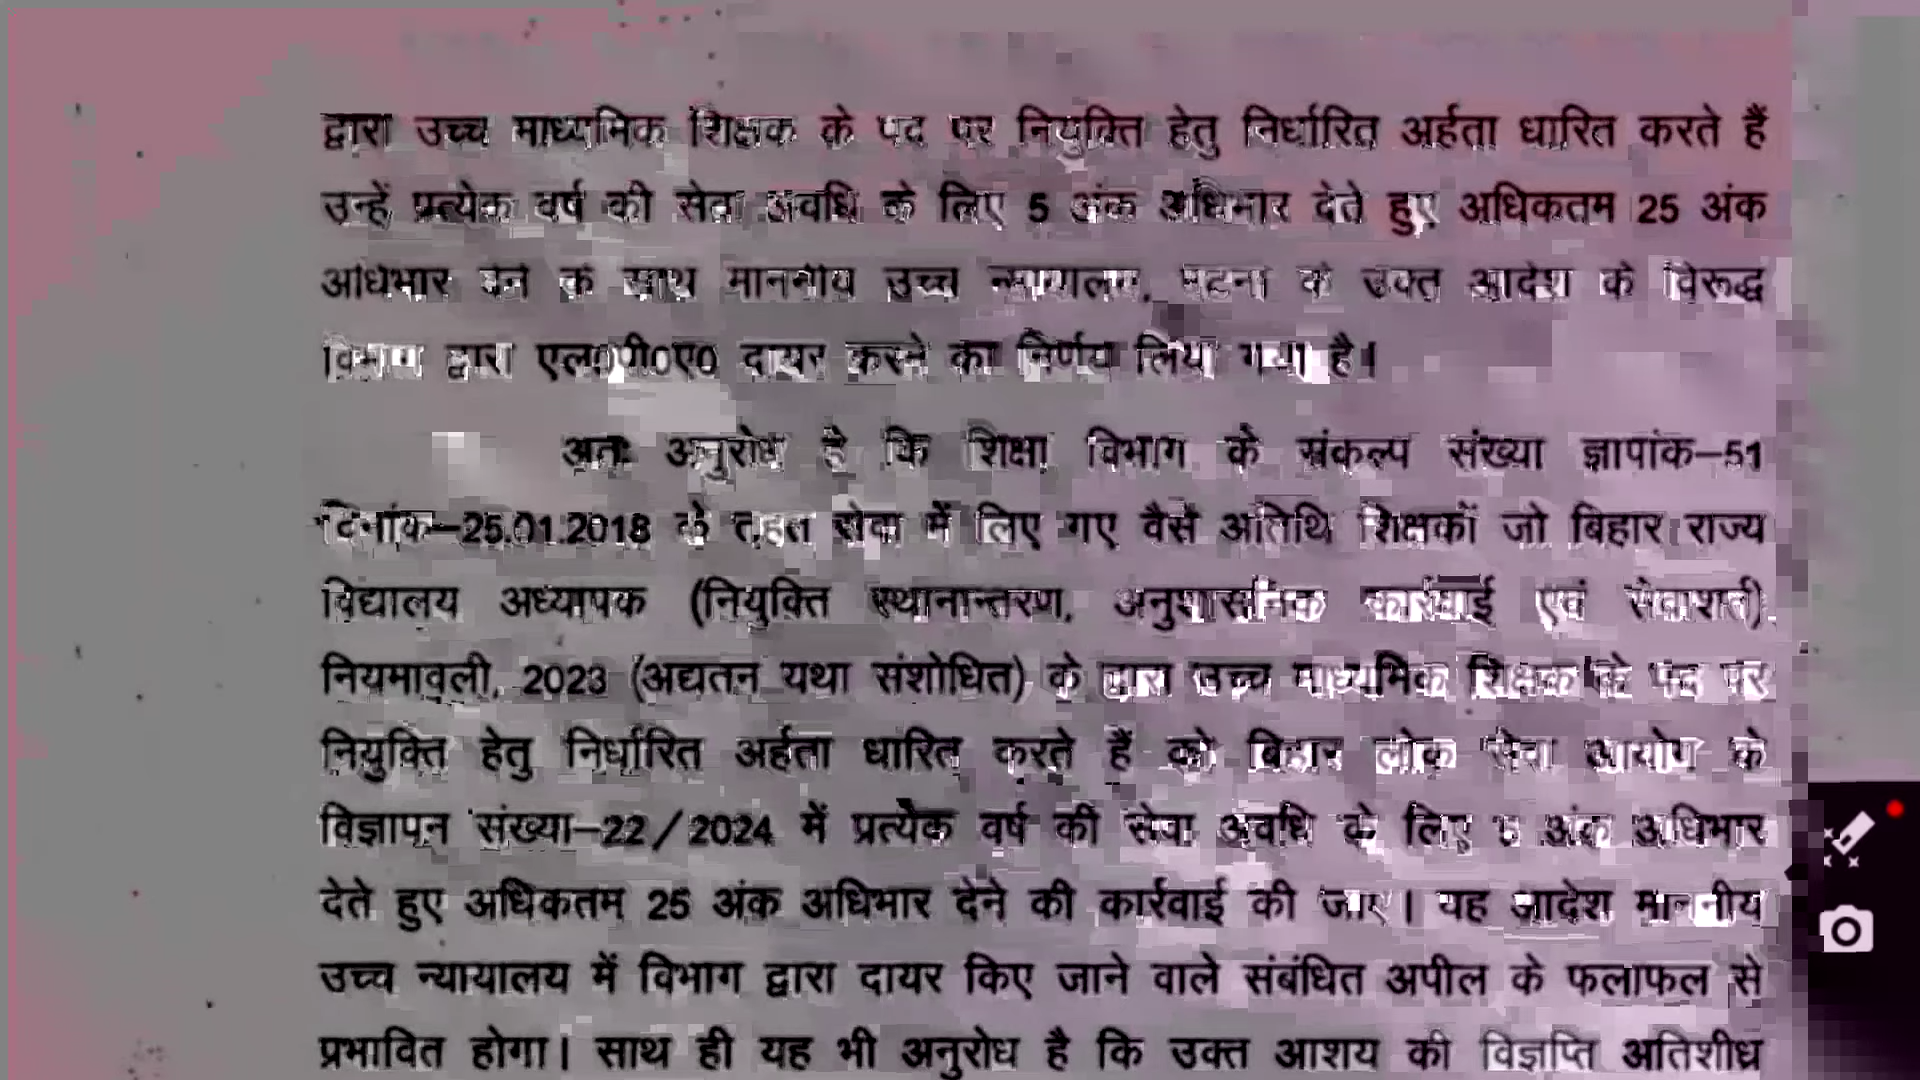 द्वारा उच्च माध्यमिक शिक्षक के पद पर नियुक्ति हेतु निर्धारित अर्हता धारित करते हैं
उन्हें प्रत्येक वर्ष की सेवा अवधि के लिए 5 अंक अधिभार देते हुए अधिकतम 25 अंक
अधिभार देने के साथ माननीय उच्च न्यायालय, पटना के उक्त आदेश के विरूद्ध
विभाग द्वारा एल0पी0ए0 दायर करने का निर्णय लिया गया है।
अतः अनुरोध है कि शिक्षा विभाग के संकल्प संख्या ज्ञापांक–51
दिनांक–25.01.2018 के तहत सेवा में लिए गए वैसे अतिथि शिक्षकों जो बिहार राज्य
विद्यालय अध्यापक (नियुक्ति स्थानान्तरण, अनुशासनिक कार्रवाई एवं सेवाशर्त)
नियमावली, 2023 (अद्यतन यथा संशोधित) के द्वारा उच्च माध्यमिक शिक्षक के पद पर
नियुक्ति हेतु निर्धारित अर्हता धारित करते हैं को बिहार लोक सेवा आयोग के
विज्ञापन संख्या–22/2024 में प्रत्येक वर्ष की सेवा अवधि के लिए 5 अंक अधिभार
देते हुए अधिकतम 25 अंक अधिभार देने की कार्रवाई की जाए। यह आदेश माननीय
उच्च न्यायालय में विभाग द्वारा दायर किए जाने वाले संबंधित अपील के फलाफल से
प्रभावित होगा। साथ ही यह भी अनुरोध है कि उक्त आशय की विज्ञप्ति अतिशीध्र